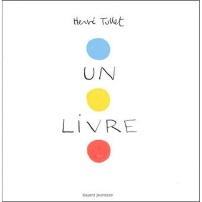 Hervé Tullet
UN
LIVRE
bayard jeunesse